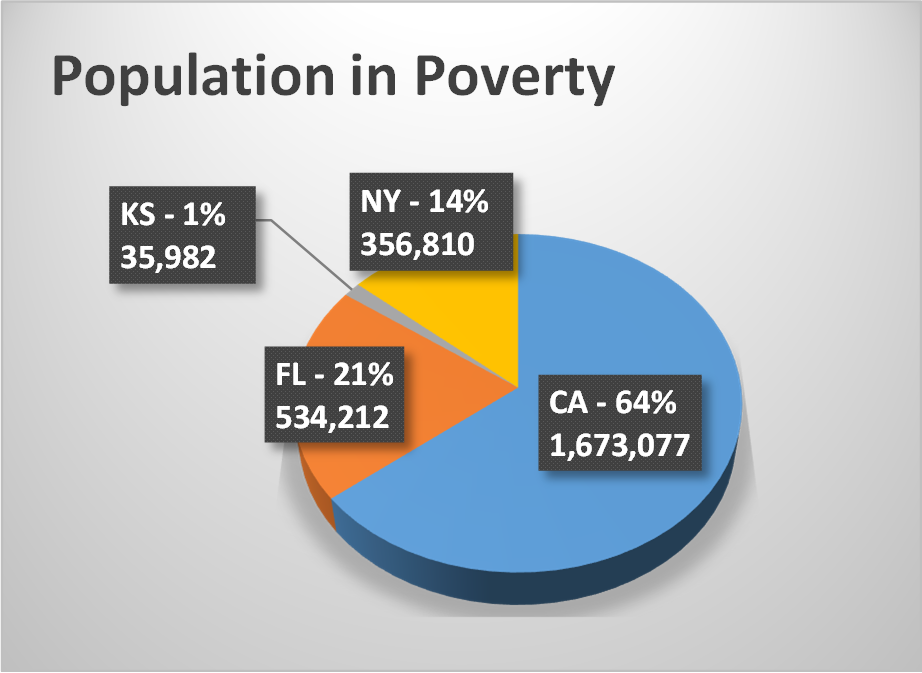 Population in Poverty
KS - 1%
35,982
NY - 14%
356,810
FL - 21%
534,212
CA - 64%
1,673,077